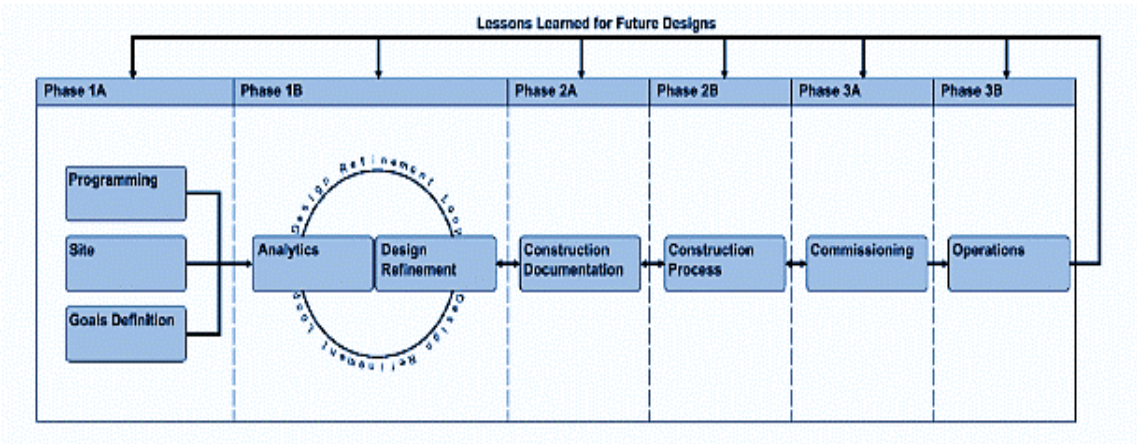 Lessons Learned for Future Designs
Phase 1A
Phase 1B
Phase 2A
Phase 2B
Phase 3A
Phase 3B
Programming
Site
Goals Definition
Design Refinement Loop
Analytics
Design
Refinement
Design Refinement Loop
Construction
Documentation
Construction
Process
Commissioning
Operations